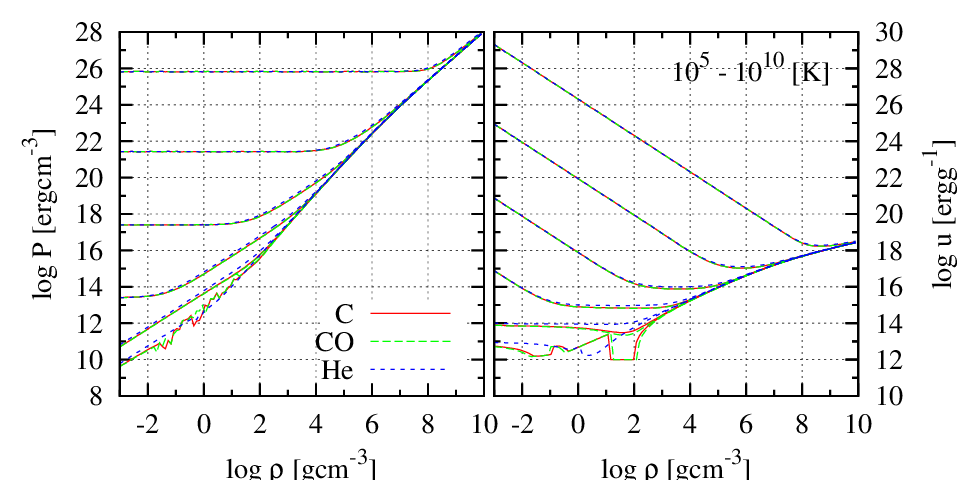 28
26
24
22
20
18
16
14
12
10
8
log P [ergcm^-3]
C
CO
He
-2 0 2 4 6 8 10
log ρ [gcm^-3]
10^5 - 10^10 [K]
30
28
26
24
22
20
18
16
14
12
10
log u [ergg^-1]
-2 0 2 4 6 8 10
log ρ [gcm^-3]